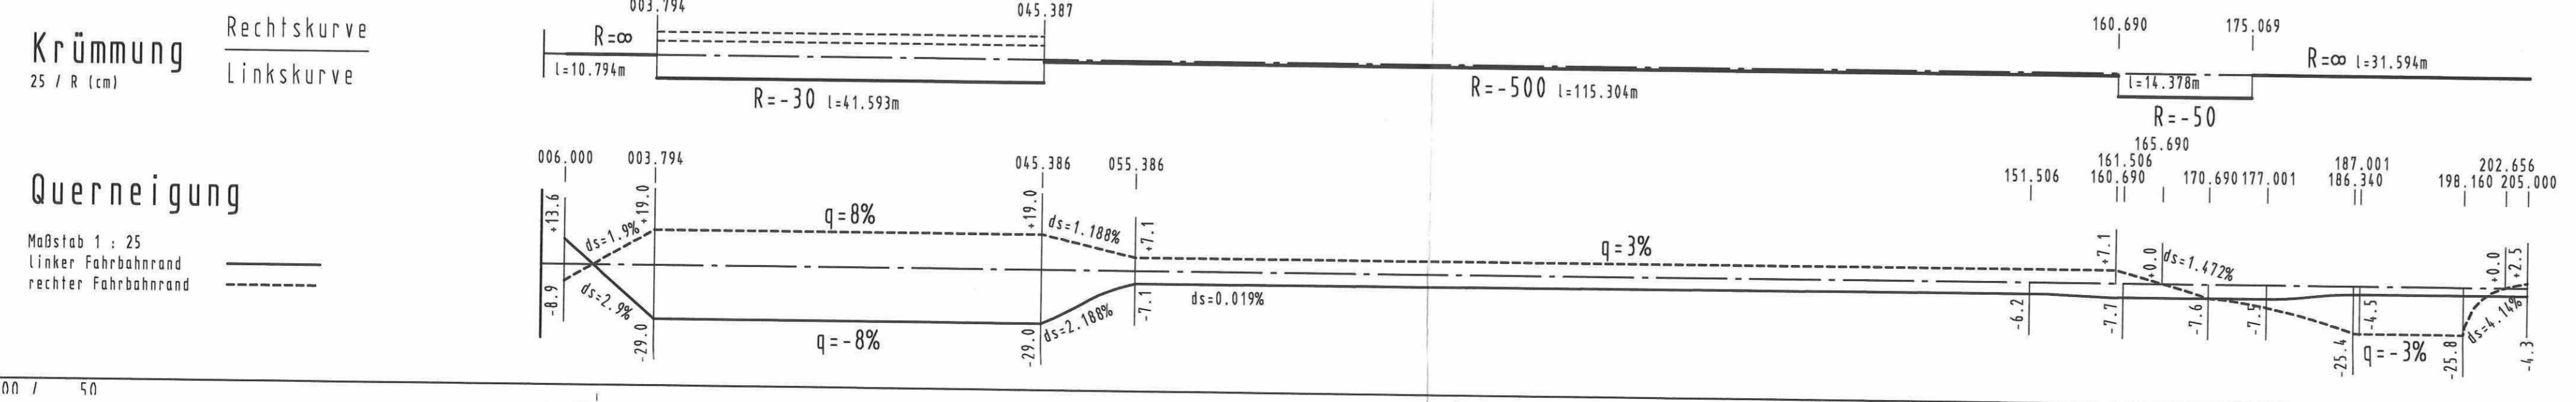 003.794 045.387 160.690 175.069
Krümmung Rechtskurve
Linkskurve
25 / R (cm)
R=∞
l=10.794m
R=-30 l=41.593m
R=-500 l=115.304m
l=14.378m
R=-50
R=∞ l=31.594m
006.000 003.794 045.386 055.386 151.506 160.690 161.506 165.690 170.690 177.001 186.340 187.001 198.160 202.656 205.000
Querneigung
Maßstab 1 : 25
linker Fahrbahnrand
rechter Fahrbahnrand
+13.6 +19.0 +19.0 +7.1 +7.1 +0.0 +0.0 +2.5
ds=1.9% q=8% ds=1.188% q=3% ds=1.472%
ds=2.9% q=-8% ds=2.188% ds=0.019% q=-3% ds=4.14%
-8.9 -29.0 -29.0 -7.1 -6.2 -7.7 -7.6 -7.5 -25.4 -4.5 -25.8 -4.3
00 / 50